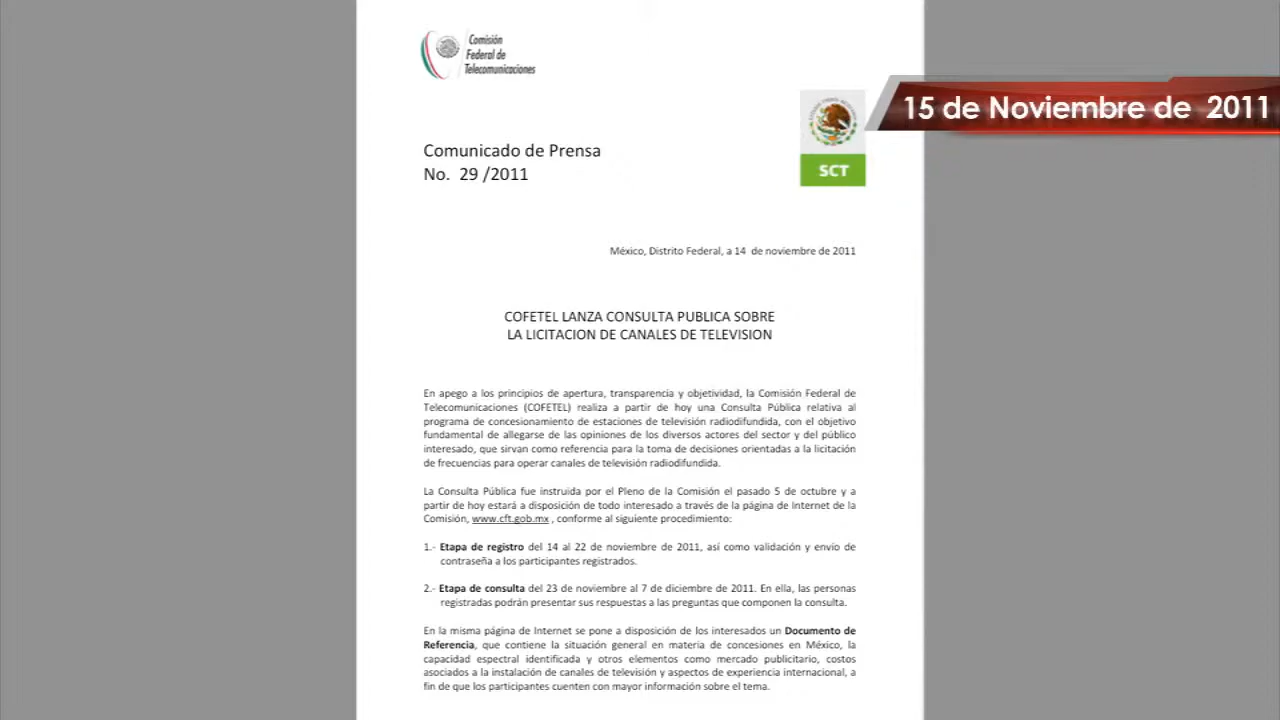 Comisión
Federal de
Telecomunicaciones
15 de Noviembre de 2011
SCT
Comunicado de Prensa
No. 29 /2011
México, Distrito Federal, a 14 de noviembre de 2011
COFETEL LANZA CONSULTA PUBLICA SOBRE
LA LICITACION DE CANALES DE TELEVISION
En apego a los principios de apertura, transparencia y objetividad, la Comisión Federal de
Telecomunicaciones (COFETEL) realiza a partir de hoy una Consulta Pública relativa al
programa de concesionamiento de estaciones de televisión radiodifundida, con el objetivo
fundamental de allegarse de las opiniones de los diversos actores del sector y del público
interesado, que sirvan como referencia para la toma de decisiones orientadas a la licitación
de frecuencias para operar canales de televisión radiodifundida.
La Consulta Pública fue instruida por el Pleno de la Comisión el pasado 5 de octubre y a
partir de hoy estará a disposición de todo interesado a través de la página de Internet de la
Comisión, www.cft.gob.mx , conforme al siguiente procedimiento:
1.- Etapa de registro del 14 al 22 de noviembre de 2011, así como validación y envío de
contraseña a los participantes registrados.
2.- Etapa de consulta del 23 de noviembre al 7 de diciembre de 2011. En ella, las personas
registradas podrán presentar sus respuestas a las preguntas que componen la consulta.
En la misma página de Internet se pone a disposición de los interesados un Documento de
Referencia, que contiene la situación general en materia de concesiones en México, la
capacidad espectral identificada y otros elementos como mercado publicitario, costos
asociados a la instalación de canales de televisión y aspectos de experiencia internacional, a
fin de que los participantes cuenten con mayor información sobre el tema.